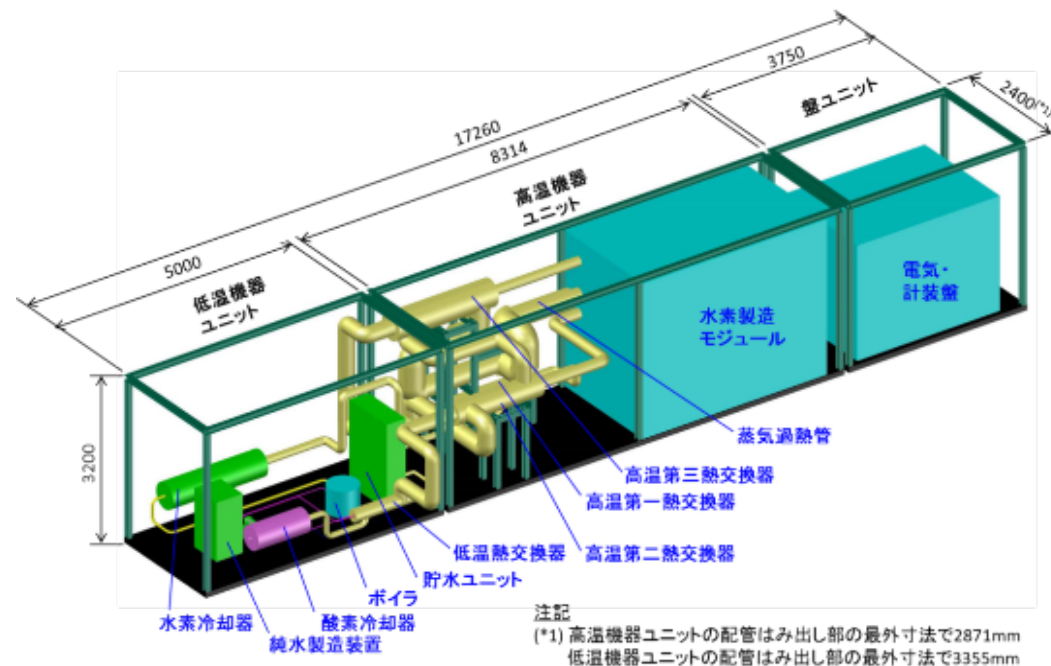 3750
2400(*1)
盤ユニット
17260
8314
高温機器
ユニット
5000
低温機器
ユニット
電気・
計装盤
水素製造
モジュール
3200
蒸気過熱管
高温第三熱交換器
高温第一熱交換器
高温第二熱交換器
低温熱交換器
貯水ユニット
ボイラ
酸素冷却器
水素冷却器
純水製造装置
注記
(*1) 高温機器ユニットの配管はみ出し部の最外寸法で2871mm
低温機器ユニットの配管はみ出し部の最外寸法で3355mm